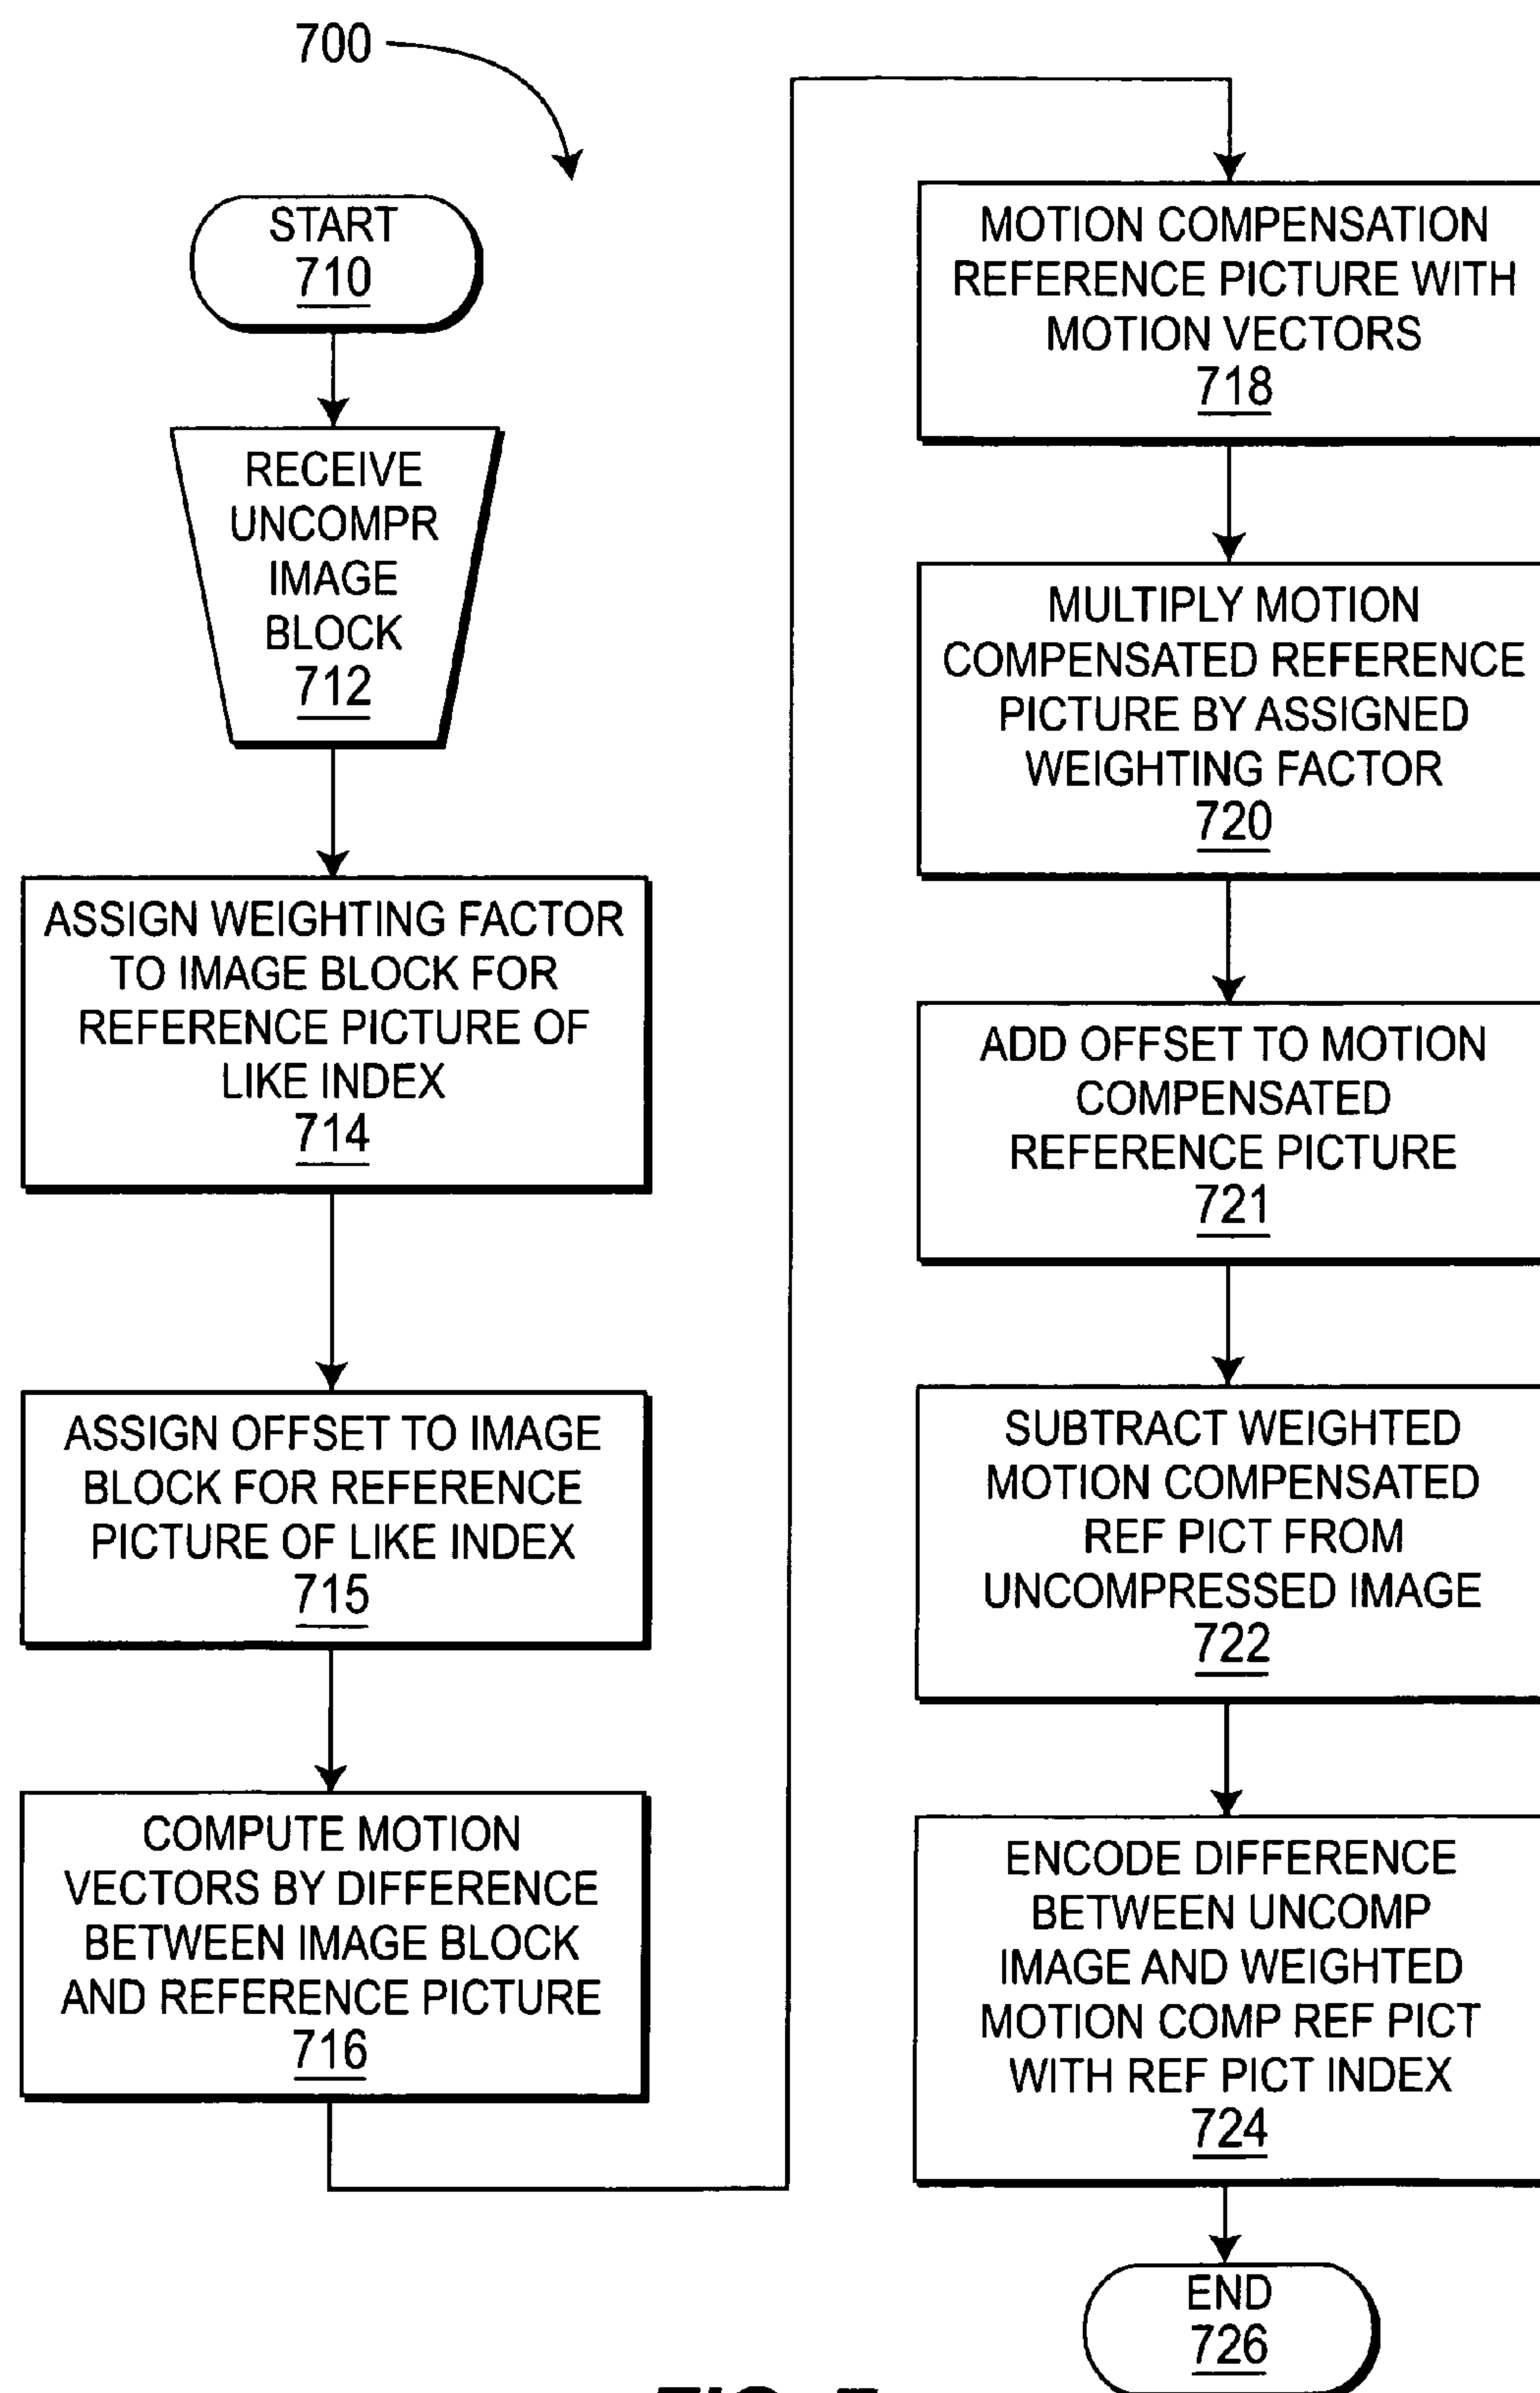 700
START
710
RECEIVE
UNCOMPR
IMAGE
BLOCK
712
ASSIGN WEIGHTING FACTOR
TO IMAGE BLOCK FOR
REFERENCE PICTURE OF
LIKE INDEX
714
ASSIGN OFFSET TO IMAGE
BLOCK FOR REFERENCE
PICTURE OF LIKE INDEX
715
COMPUTE MOTION
VECTORS BY DIFFERENCE
BETWEEN IMAGE BLOCK
AND REFERENCE PICTURE
716
MOTION COMPENSATION
REFERENCE PICTURE WITH
MOTION VECTORS
718
MULTIPLY MOTION
COMPENSATED REFERENCE
PICTURE BY ASSIGNED
WEIGHTING FACTOR
720
ADD OFFSET TO MOTION
COMPENSATED
REFERENCE PICTURE
721
SUBTRACT WEIGHTED
MOTION COMPENSATED
REF PICT FROM
UNCOMPRESSED IMAGE
722
ENCODE DIFFERENCE
BETWEEN UNCOMP
IMAGE AND WEIGHTED
MOTION COMP REF PICT
WITH REF PICT INDEX
724
END
726